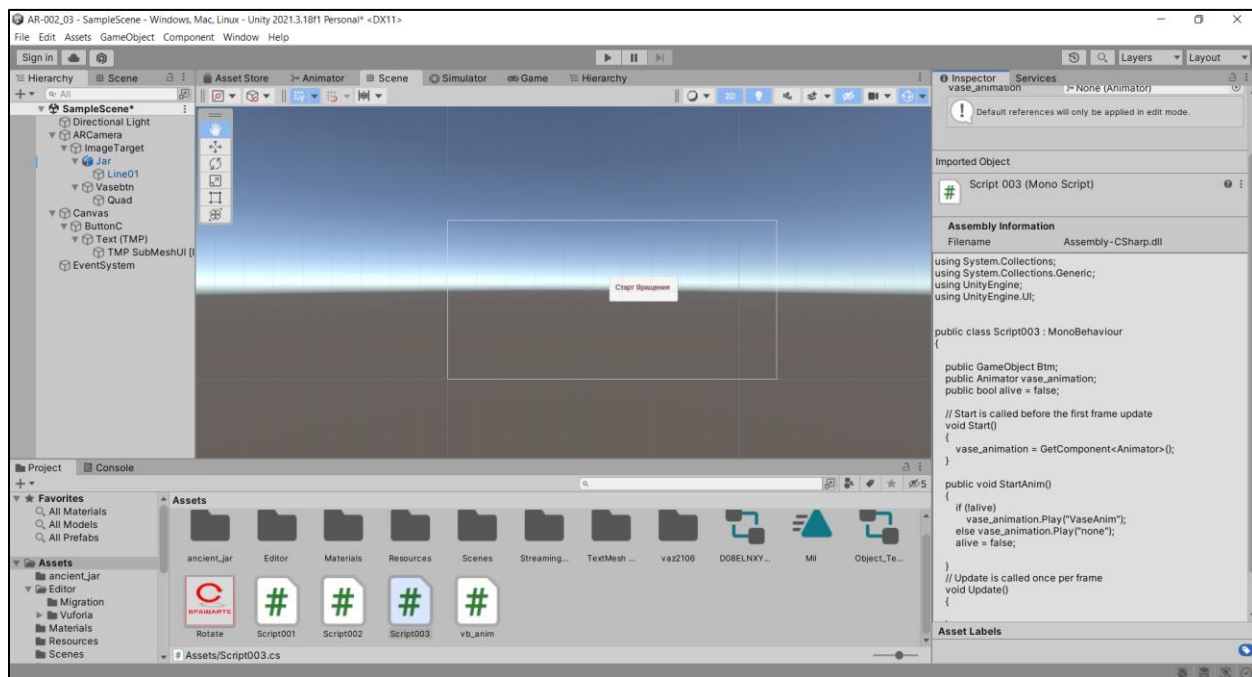 AR-002_03 - SampleScene - Windows, Mac, Linux - Unity 2021.3.18f1 Personal* <DX11>
File Edit Assets GameObject Component Window Help
Sign in
Layers
Layout
Hierarchy
Scene
All
SampleScene*
Directional Light
ARCamera
ImageTarget
Jar
Line01
Vasebtn
Quad
Canvas
ButtonC
Text (TMP)
TMP SubMeshUI [
EventSystem
Asset Store
Animator
Scene
Simulator
Game
Hierarchy
2D
Старт Вращения
Inspector
Services
vase_animation
None (Animator)
Default references will only be applied in edit mode.
Imported Object
#
Script 003 (Mono Script)
Assembly Information
Filename Assembly-CSharp.dll
using System.Collections;
using System.Collections.Generic;
using UnityEngine;
using UnityEngine.UI;
public class Script003 : MonoBehaviour
{
public GameObject Btm;
public Animator vase_animation;
public bool alive = false;
// Start is called before the first frame update
void Start()
{
vase_animation = GetComponent<Animator>();
}
public void StartAnim()
{
if (!alive)
vase_animation.Play("VaseAnim");
else vase_animation.Play("none");
alive = false;
}
// Update is called once per frame
void Update()
{
Asset Labels
Project
Console
5
Favorites
All Materials
All Models
All Prefabs
Assets
ancient_jar
Editor
Migration
Vuforia
Materials
Resources
Scenes
Assets
ancient_jar
Editor
Materials
Resources
Scenes
Streaming...
TextMesh ...
vaz2106
D08ELNXY...
Mil
Object_Te...
ВРАЩАЙТЕ
#
#
#
#
Rotate
Script001
Script002
Script003
vb_anim
Assets/Script003.cs